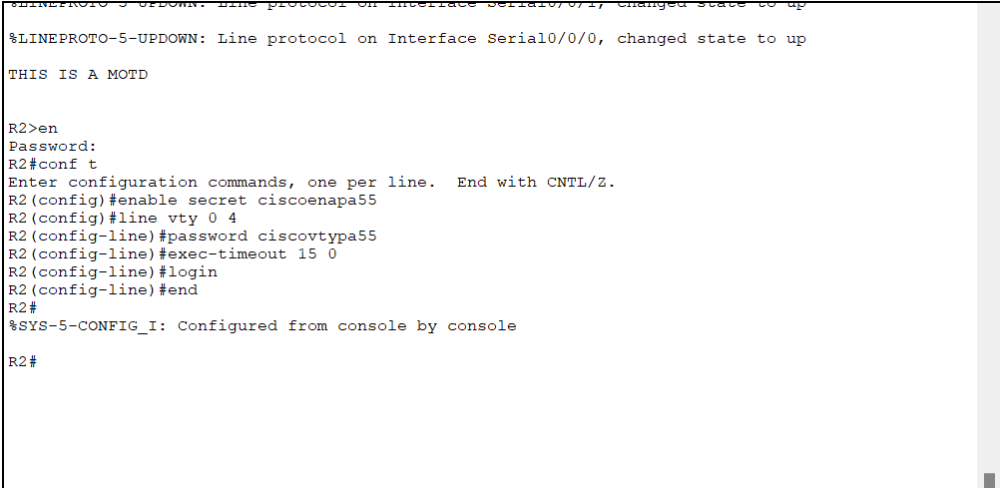 %LINEPROTO-5-UPDOWN: Line protocol on Interface Serial0/0/1, changed state to up
%LINEPROTO-5-UPDOWN: Line protocol on Interface Serial0/0/0, changed state to up
THIS IS A MOTD
R2>en
Password:
R2#conf t
Enter configuration commands, one per line.  End with CNTL/Z.
R2(config)#enable secret ciscoenapa55
R2(config)#line vty 0 4
R2(config-line)#password ciscovtypa55
R2(config-line)#exec-timeout 15 0
R2(config-line)#login
R2(config-line)#end
R2#
%SYS-5-CONFIG_I: Configured from console by console
R2#